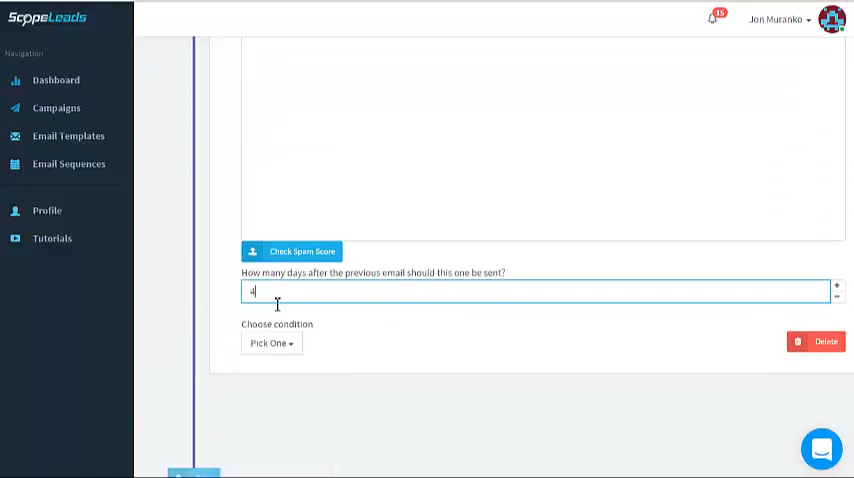 ScopeLeads
15
Jon Muranko
Navigation
Dashboard
Campaigns
Email Templates
Email Sequences
Profile
Tutorials
Check Spam Score
How many days after the previous email should this one be sent?
4
+
−
Choose condition
Pick One
Delete